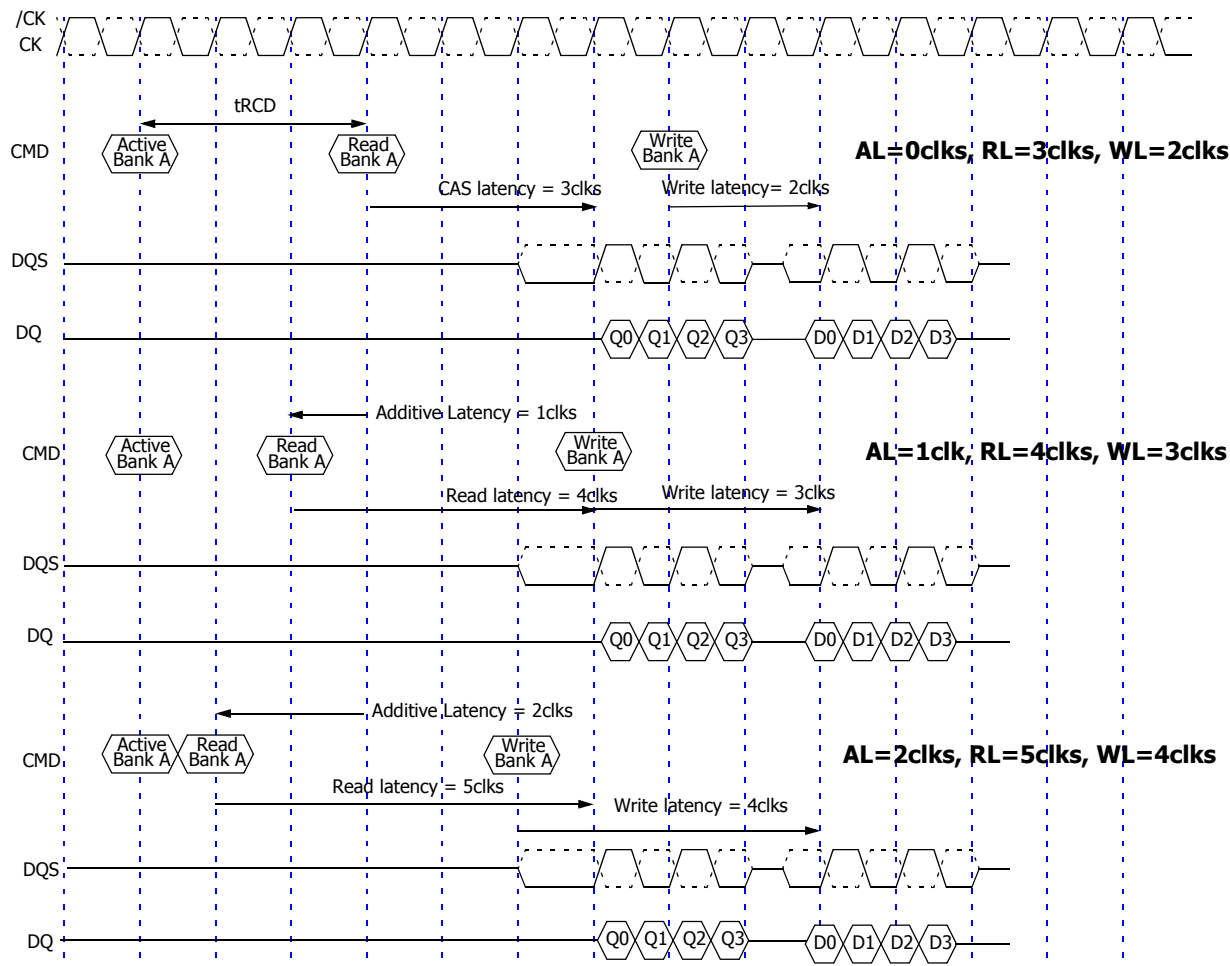 /CK
CK
tRCD
CMD
Active
Bank A
Read
Bank A
Write
Bank A
AL=0clks, RL=3clks, WL=2clks
CAS latency = 3clks
Write latency= 2clks
DQS
DQ
Q0 Q1 Q2 Q3
D0 D1 D2 D3
Additive Latency = 1clks
CMD
Active
Bank A
Read
Bank A
Write
Bank A
AL=1clk, RL=4clks, WL=3clks
Read latency = 4clks
Write latency = 3clks
DQS
DQ
Q0 Q1 Q2 Q3
D0 D1 D2 D3
Additive Latency = 2clks
CMD
Active
Bank A
Read
Bank A
Write
Bank A
AL=2clks, RL=5clks, WL=4clks
Read latency = 5clks
Write latency = 4clks
DQS
DQ
Q0 Q1 Q2 Q3
D0 D1 D2 D3